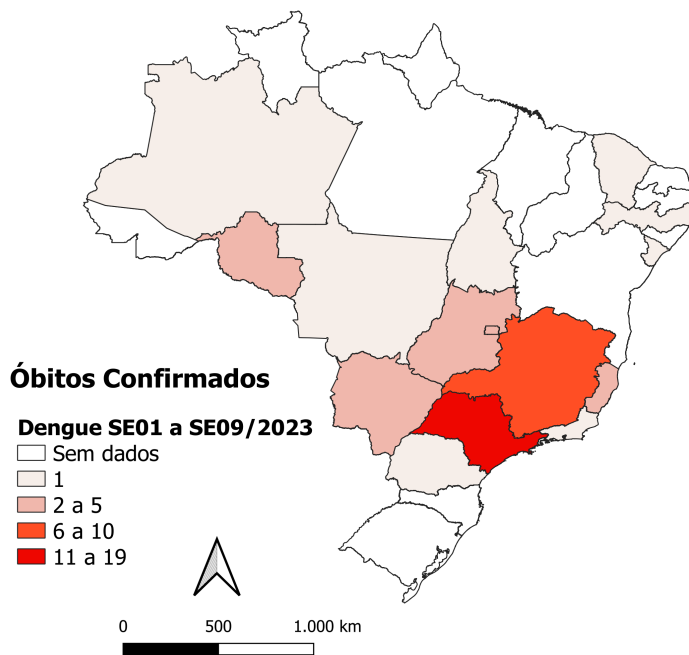 Óbitos Confirmados
Dengue SE01 a SE09/2023
Sem dados
1
2 a 5
6 a 10
11 a 19
0 500 1.000 km